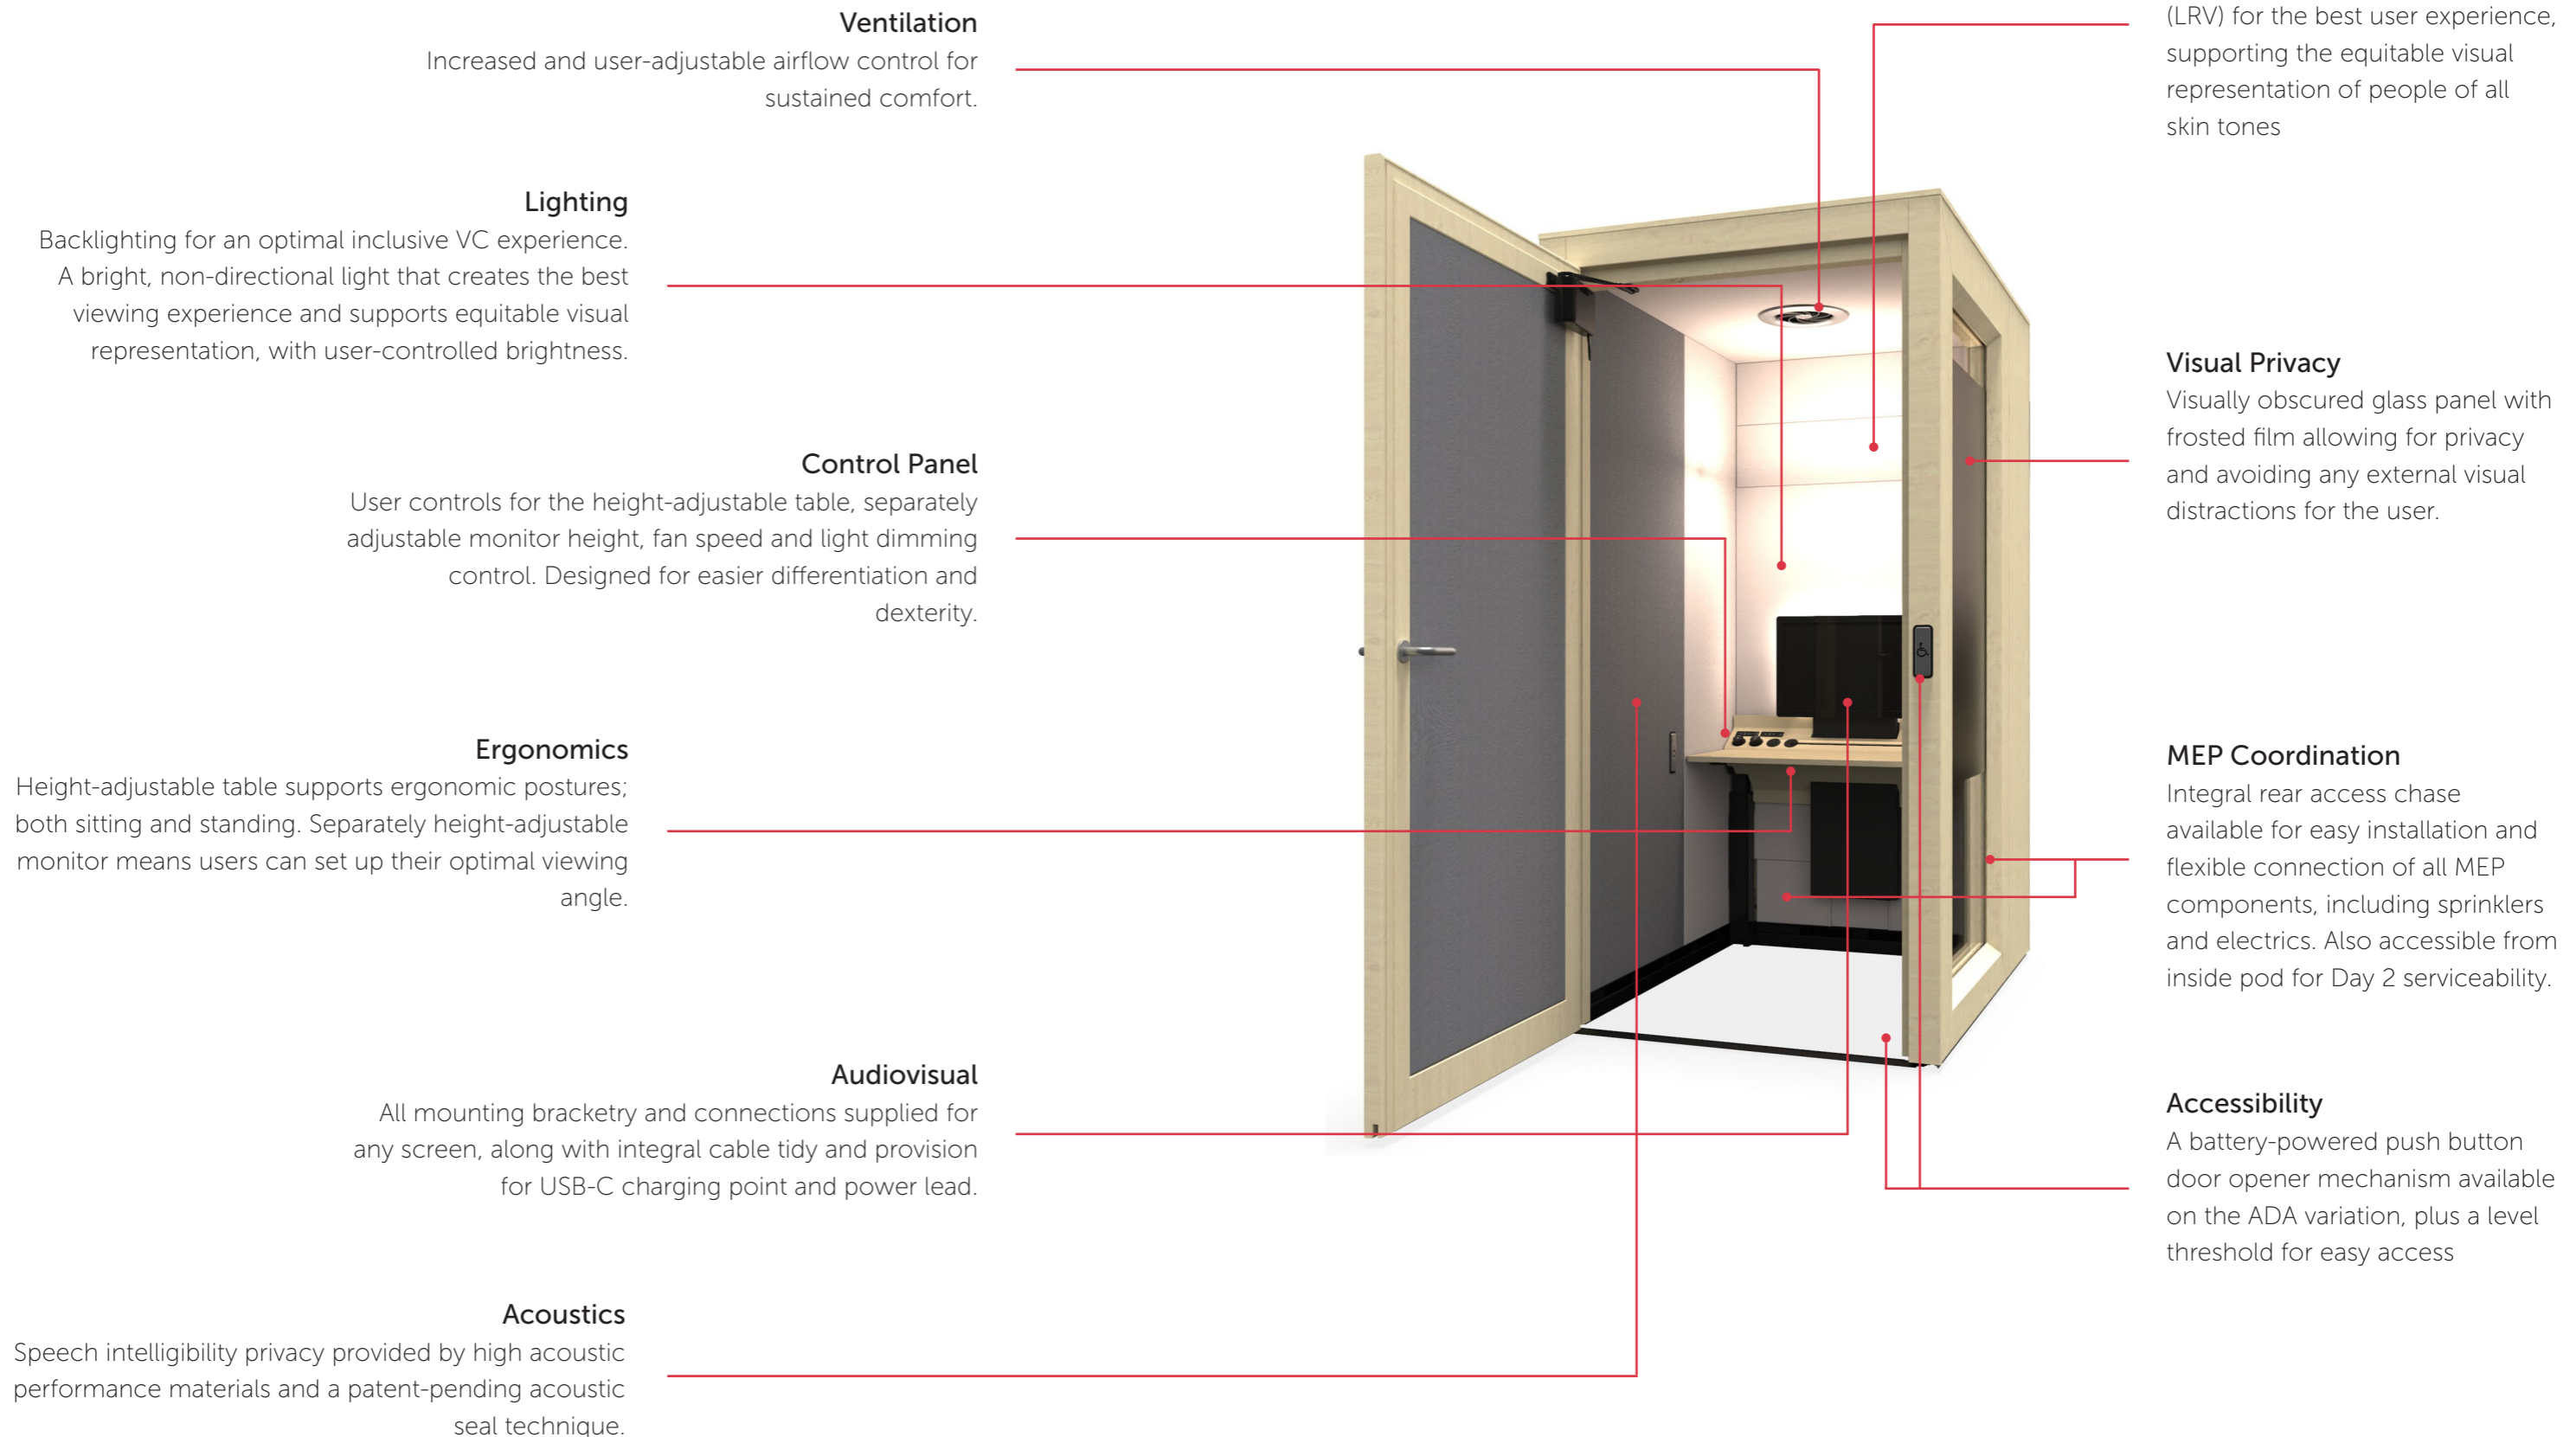 Ventilation
Increased and user-adjustable airflow control for
sustained comfort.
Lighting
Backlighting for an optimal inclusive VC experience.
A bright, non-directional light that creates the best
viewing experience and supports equitable visual
representation, with user-controlled brightness.
Control Panel
User controls for the height-adjustable table, separately
adjustable monitor height, fan speed and light dimming
control. Designed for easier differentiation and
dexterity.
Ergonomics
Height-adjustable table supports ergonomic postures;
both sitting and standing. Separately height-adjustable
monitor means users can set up their optimal viewing
angle.
Audiovisual
All mounting bracketry and connections supplied for
any screen, along with integral cable tidy and provision
for USB-C charging point and power lead.
Acoustics
Speech intelligibility privacy provided by high acoustic
performance materials and a patent-pending acoustic
seal technique.
(LRV) for the best user experience,
supporting the equitable visual
representation of people of all
skin tones
Visual Privacy
Visually obscured glass panel with
frosted film allowing for privacy
and avoiding any external visual
distractions for the user.
MEP Coordination
Integral rear access chase
available for easy installation and
flexible connection of all MEP
components, including sprinklers
and electrics. Also accessible from
inside pod for Day 2 serviceability.
Accessibility
A battery-powered push button
door opener mechanism available
on the ADA variation, plus a level
threshold for easy access